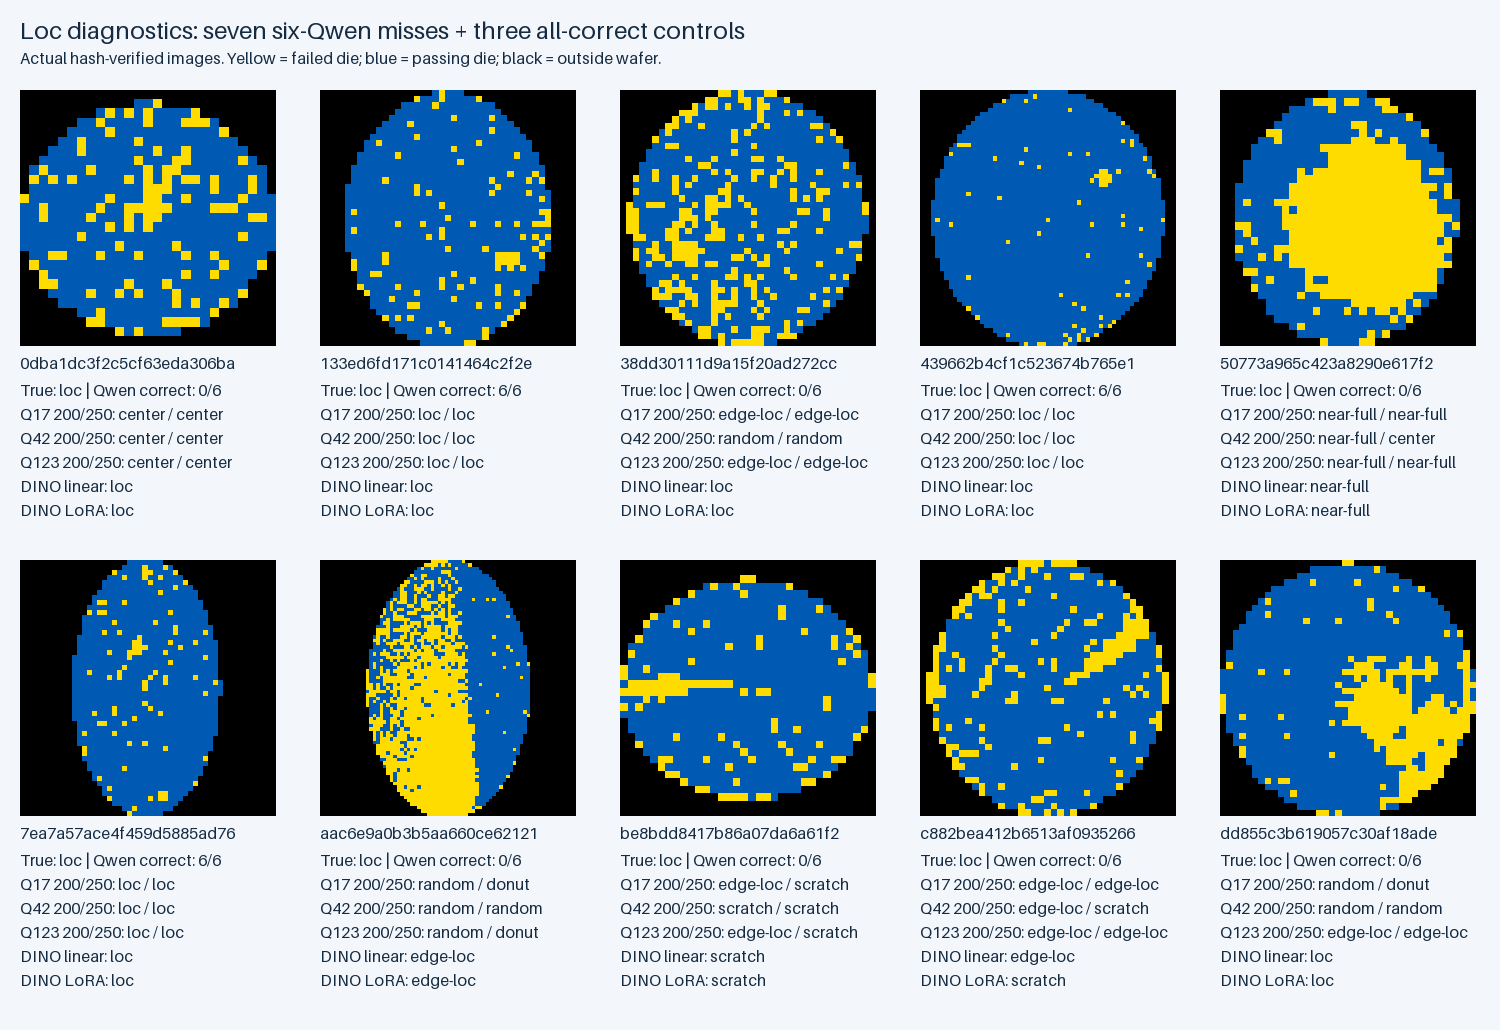 Loc diagnostics: seven six-Qwen misses + three all-correct controls
Actual hash-verified images. Yellow = failed die; blue = passing die; black = outside wafer.
0dba1dc3f2c5cf63eda306ba
True: loc | Qwen correct: 0/6
Q17 200/250: center / center
Q42 200/250: center / center
Q123 200/250: center / center
DINO linear: loc
DINO LoRA: loc
133ed6fd171c0141464c2f2e
True: loc | Qwen correct: 6/6
Q17 200/250: loc / loc
Q42 200/250: loc / loc
Q123 200/250: loc / loc
DINO linear: loc
DINO LoRA: loc
38dd30111d9a15f20ad272cc
True: loc | Qwen correct: 0/6
Q17 200/250: edge-loc / edge-loc
Q42 200/250: random / random
Q123 200/250: edge-loc / edge-loc
DINO linear: loc
DINO LoRA: loc
439662b4cf1c523674b765e1
True: loc | Qwen correct: 6/6
Q17 200/250: loc / loc
Q42 200/250: loc / loc
Q123 200/250: loc / loc
DINO linear: loc
DINO LoRA: loc
50773a965c423a8290e617f2
True: loc | Qwen correct: 0/6
Q17 200/250: near-full / near-full
Q42 200/250: near-full / center
Q123 200/250: near-full / near-full
DINO linear: near-full
DINO LoRA: near-full
7ea7a57ace4f459d5885ad76
True: loc | Qwen correct: 6/6
Q17 200/250: loc / loc
Q42 200/250: loc / loc
Q123 200/250: loc / loc
DINO linear: loc
DINO LoRA: loc
aac6e9a0b3b5aa660ce62121
True: loc | Qwen correct: 0/6
Q17 200/250: random / donut
Q42 200/250: random / random
Q123 200/250: random / donut
DINO linear: edge-loc
DINO LoRA: edge-loc
be8bdd8417b86a07da6a61f2
True: loc | Qwen correct: 0/6
Q17 200/250: edge-loc / scratch
Q42 200/250: scratch / scratch
Q123 200/250: edge-loc / scratch
DINO linear: scratch
DINO LoRA: scratch
c882bea412b6513af0935266
True: loc | Qwen correct: 0/6
Q17 200/250: edge-loc / edge-loc
Q42 200/250: edge-loc / scratch
Q123 200/250: edge-loc / edge-loc
DINO linear: edge-loc
DINO LoRA: scratch
dd855c3b619057c30af18ade
True: loc | Qwen correct: 0/6
Q17 200/250: random / donut
Q42 200/250: random / random
Q123 200/250: edge-loc / edge-loc
DINO linear: loc
DINO LoRA: loc